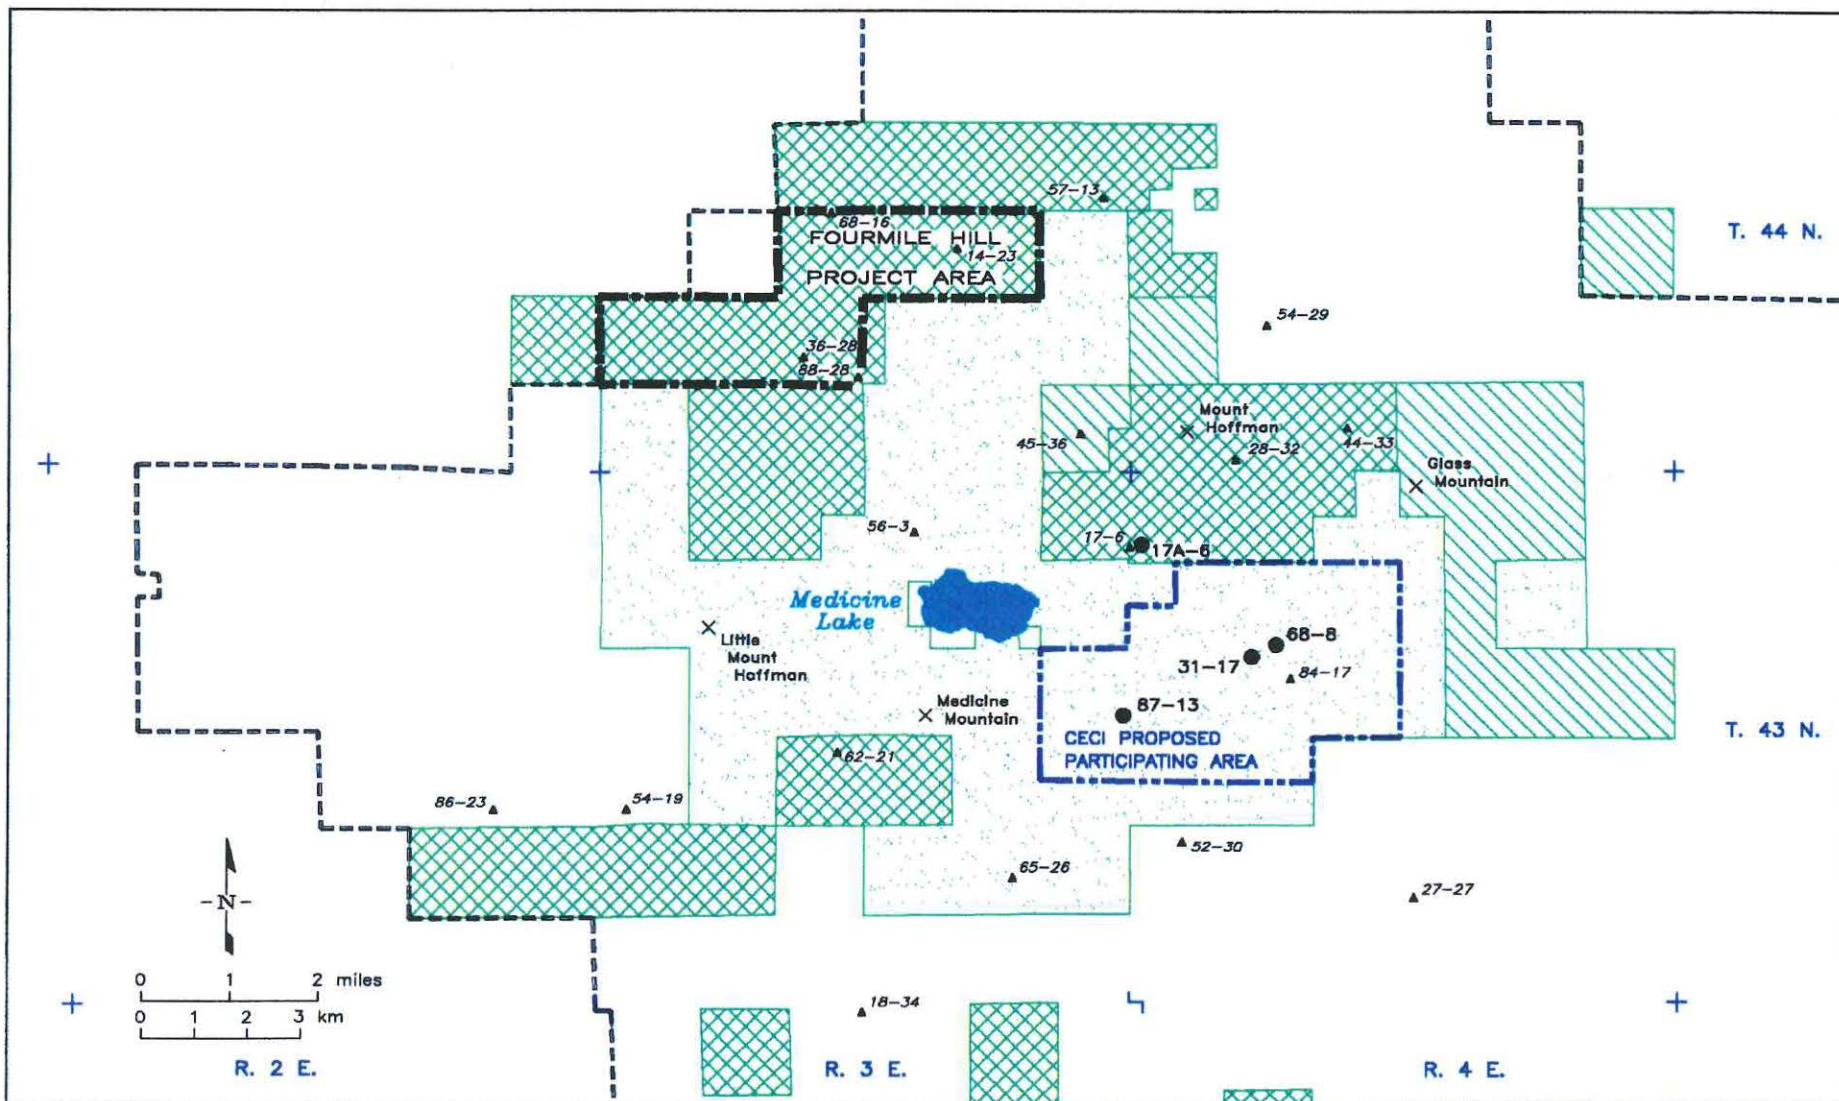 57-13
68-16
T. 44 N.
FOURMILE HILL
14-23
PROJECT AREA
54-29
36-28
88-28
Mount
Hoffman
45-36
44-33
28-32
Glass
Mountain
56-3
17-6
17A-6
Medicine
Lake
Little
Mount
Hoffman
68-8
31-17
84-17
Medicine
Mountain
87-13
CECI PROPOSED
PARTICIPATING AREA
T. 43 N.
62-21
86-23
54-19
52-30
65-26
27-27
-N-
0 1 2 miles
0 1 2 3 km
18-34
R. 2 E.
R. 3 E.
R. 4 E.